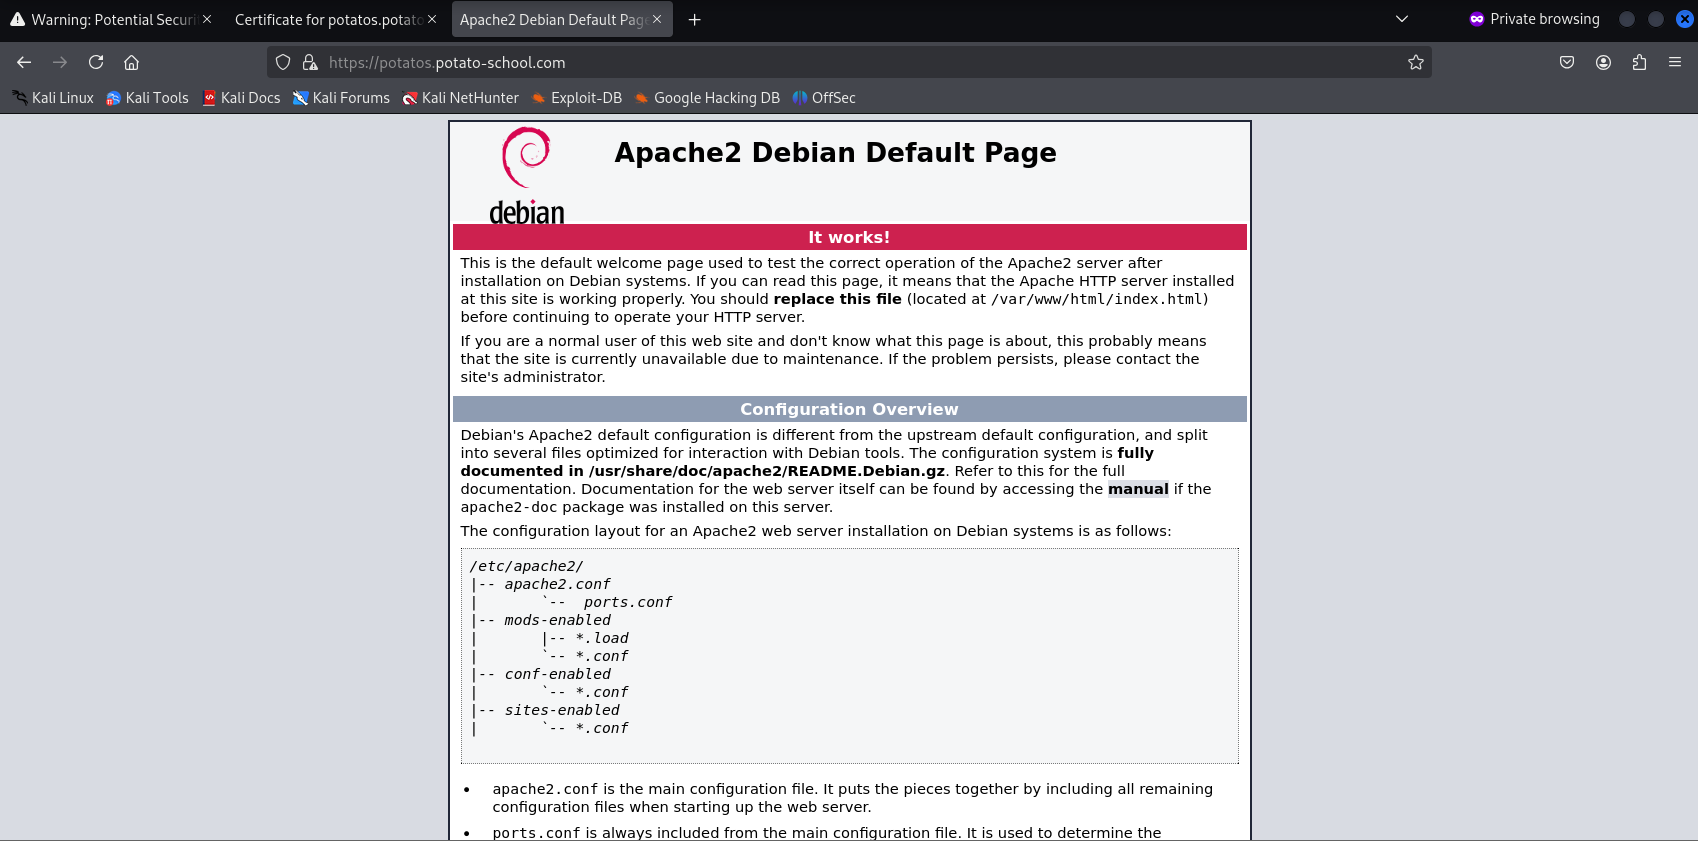 Warning: Potential Securi
Certificate for potatos.potato
Apache2 Debian Default Page
Private browsing
https://potatos.potato-school.com
Kali Linux
Kali Tools
Kali Docs
Kali Forums
Kali NetHunter
Exploit-DB
Google Hacking DB
OffSec
debian
Apache2 Debian Default Page
It works!
This is the default welcome page used to test the correct operation of the Apache2 server after
installation on Debian systems. If you can read this page, it means that the Apache HTTP server installed
at this site is working properly. You should replace this file (located at /var/www/html/index.html)
before continuing to operate your HTTP server.
If you are a normal user of this web site and don't know what this page is about, this probably means
that the site is currently unavailable due to maintenance. If the problem persists, please contact the
site's administrator.
Configuration Overview
Debian's Apache2 default configuration is different from the upstream default configuration, and split
into several files optimized for interaction with Debian tools. The configuration system is fully
documented in /usr/share/doc/apache2/README.Debian.gz. Refer to this for the full
documentation. Documentation for the web server itself can be found by accessing the manual if the
apache2-doc package was installed on this server.
The configuration layout for an Apache2 web server installation on Debian systems is as follows:
/etc/apache2/
|-- apache2.conf
|       `--  ports.conf
|-- mods-enabled
|       |-- *.load
|       `-- *.conf
|-- conf-enabled
|       `-- *.conf
|-- sites-enabled
|       `-- *.conf
• apache2.conf is the main configuration file. It puts the pieces together by including all remaining
configuration files when starting up the web server.
• ports.conf is always included from the main configuration file. It is used to determine the